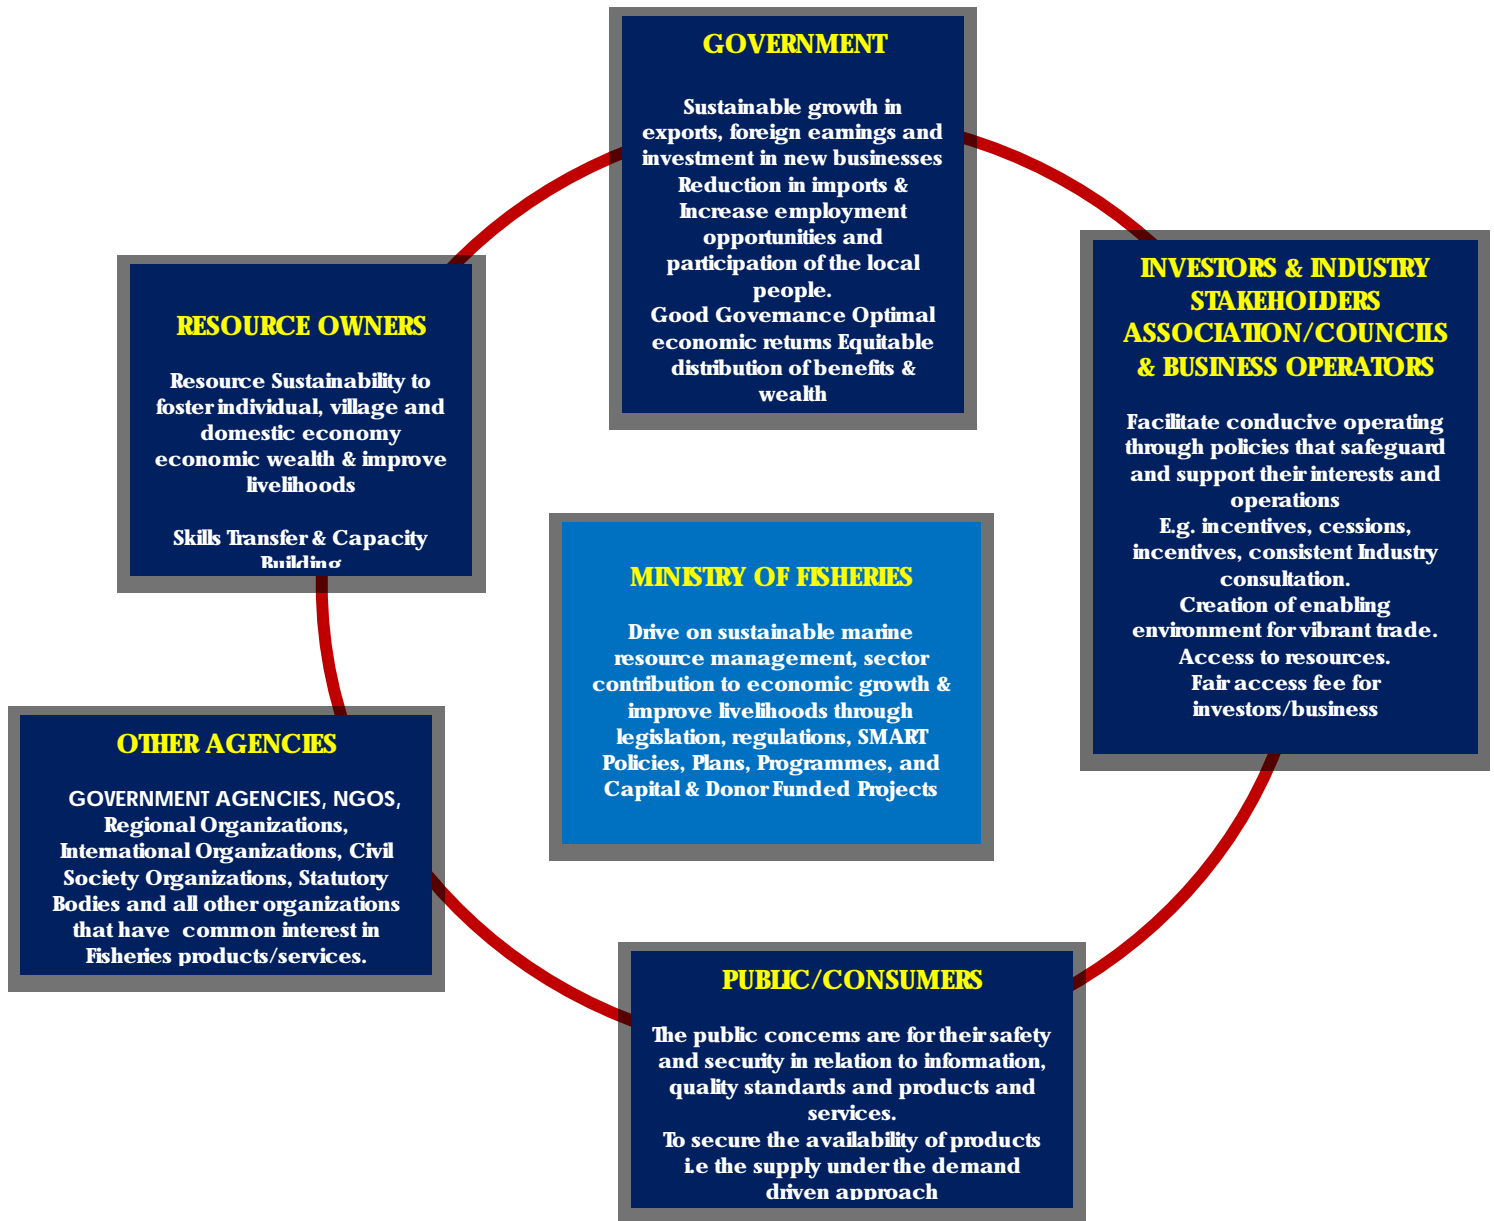 GOVERNMENT
Sustainable growth in
exports, foreign earnings and
investment in new businesses
Reduction in imports &
Increase employment
opportunities and
participation of the local
people.
Good Governance Optimal
economic returns Equitable
distribution of benefits &
wealth
INVESTORS & INDUSTRY
STAKEHOLDERS
ASSOCIATION/COUNCILS
& BUSINESS OPERATORS
Facilitate conducive operating
through policies that safeguard
and support their interests and
operations
E.g. incentives, cessions,
incentives, consistent Industry
consultation.
Creation of enabling
environment for vibrant trade.
Access to resources.
Fair access fee for
investors/business
RESOURCE OWNERS
Resource Sustainability to
foster individual, village and
domestic economy
economic wealth & improve
livelihoods
Skills Transfer & Capacity
Building
MINISTRY OF FISHERIES
Drive on sustainable marine
resource management, sector
contribution to economic growth &
improve livelihoods through
legislation, regulations, SMART
Policies, Plans, Programmes, and
Capital & Donor Funded Projects
OTHER AGENCIES
GOVERNMENT AGENCIES, NGOS,
Regional Organizations,
International Organizations, Civil
Society Organizations, Statutory
Bodies and all other organizations
that have common interest in
Fisheries products/services.
PUBLIC/CONSUMERS
The public concerns are for their safety
and security in relation to information,
quality standards and products and
services.
To secure the availability of products
i.e the supply under the demand
driven approach